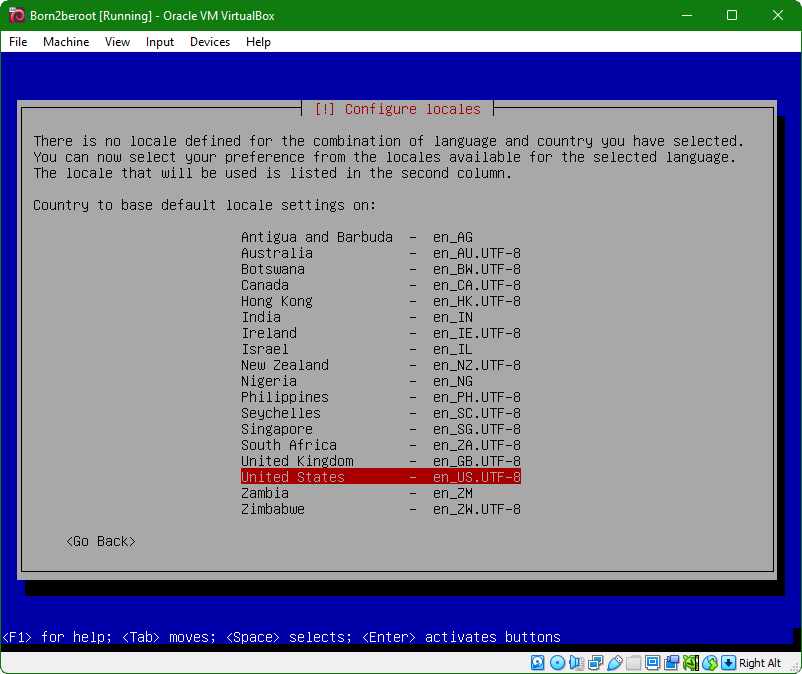 Born2beroot [Running] - Oracle VM VirtualBox
File Machine View Input Devices Help
[!] Configure locales
There is no locale defined for the combination of language and country you have selected.
You can now select your preference from the locales available for the selected language.
The locale that will be used is listed in the second column.
Country to base default locale settings on:
Antigua and Barbuda - en_AG
Australia - en_AU.UTF-8
Botswana - en_BW.UTF-8
Canada - en_CA.UTF-8
Hong Kong - en_HK.UTF-8
India - en_IN
Ireland - en_IE.UTF-8
Israel - en_IL
New Zealand - en_NZ.UTF-8
Nigeria - en_NG
Philippines - en_PH.UTF-8
Seychelles - en_SC.UTF-8
Singapore - en_SG.UTF-8
South Africa - en_ZA.UTF-8
United Kingdom - en_GB.UTF-8
United States - en_US.UTF-8
Zambia - en_ZM
Zimbabwe - en_ZW.UTF-8
<Go Back>
<F1> for help; <Tab> moves; <Space> selects; <Enter> activates buttons
Right Alt